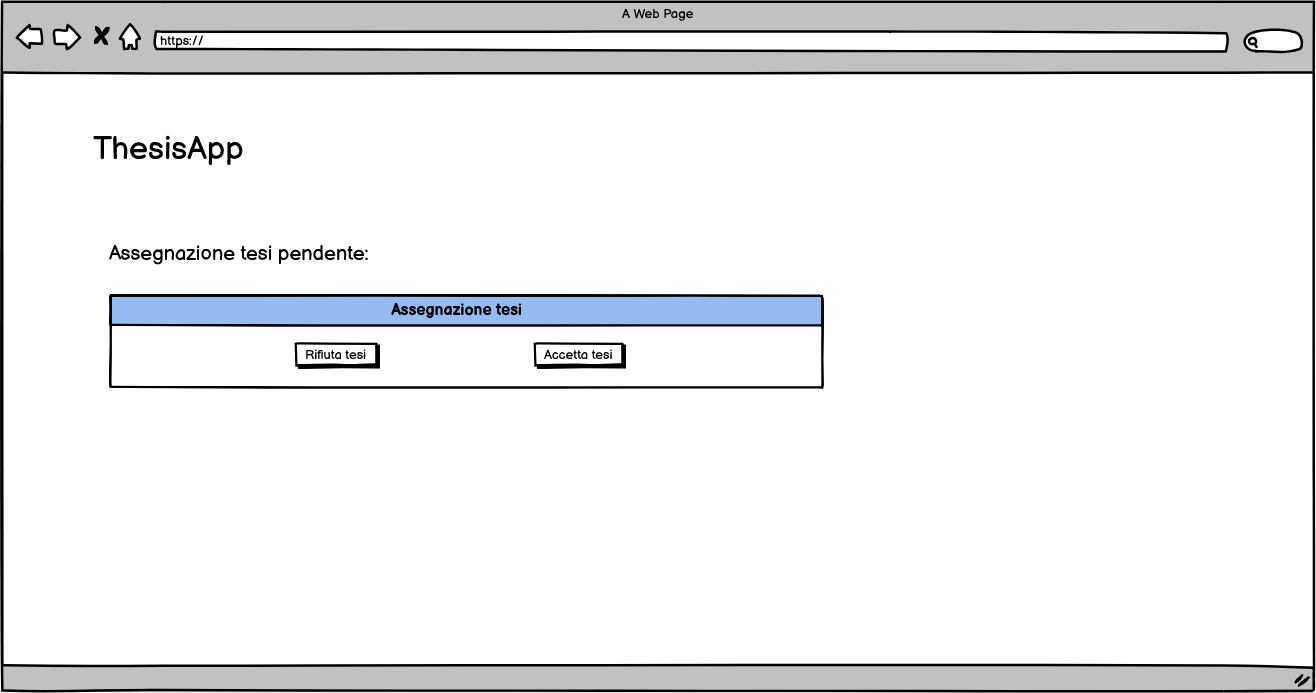 A Web Page
https://
ThesisApp
Assegnazione tesi pendente:
Assegnazione tesi
Rifiuta tesi
Accetta tesi